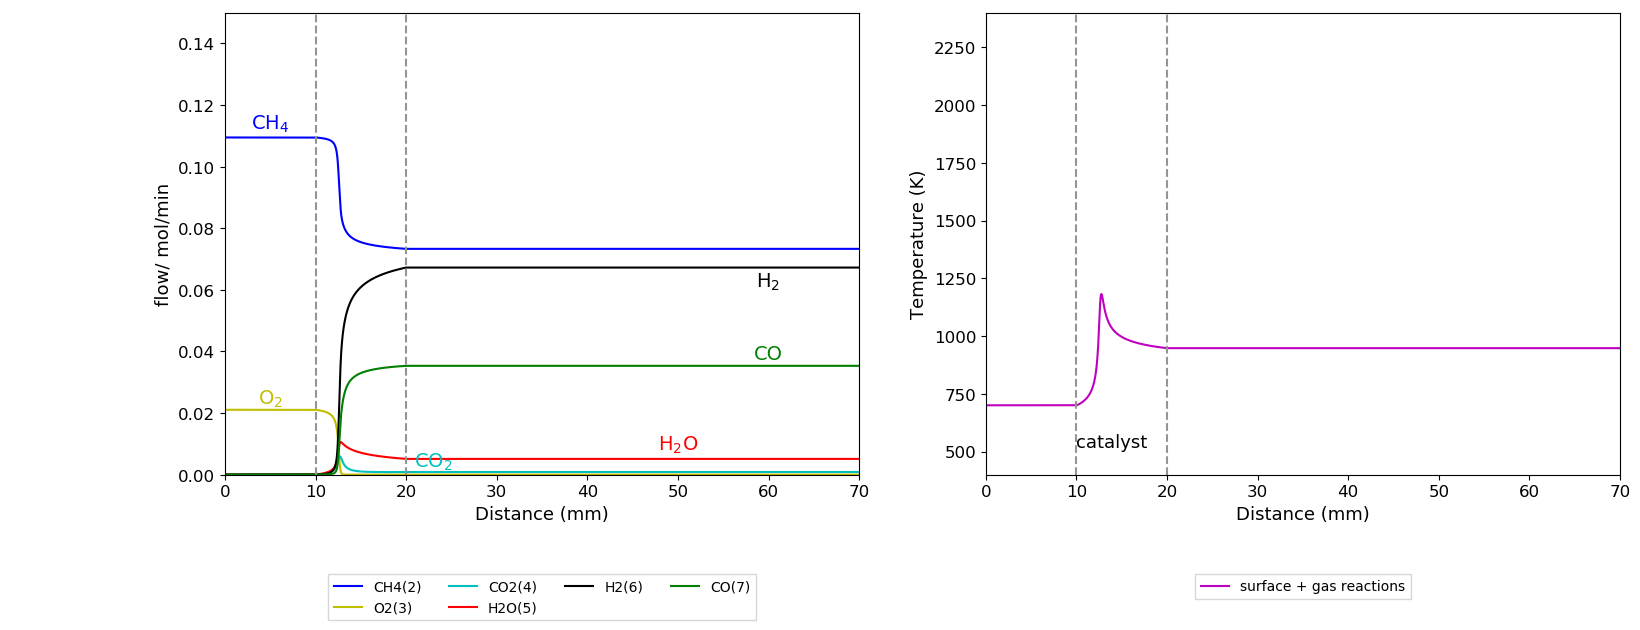 0.14
0.12
0.10
0.08
0.06
0.04
0.02
0.00
flow/ mol/min
CH4
O2
H2
CO
H2O
CO2
0 10 20 30 40 50 60 70
Distance (mm)
CH4(2) CO2(4) H2(6) CO(7)
O2(3) H2O(5)
2250
2000
1750
1500
1250
1000
750
500
Temperature (K)
catalyst
0 10 20 30 40 50 60 70
Distance (mm)
surface + gas reactions